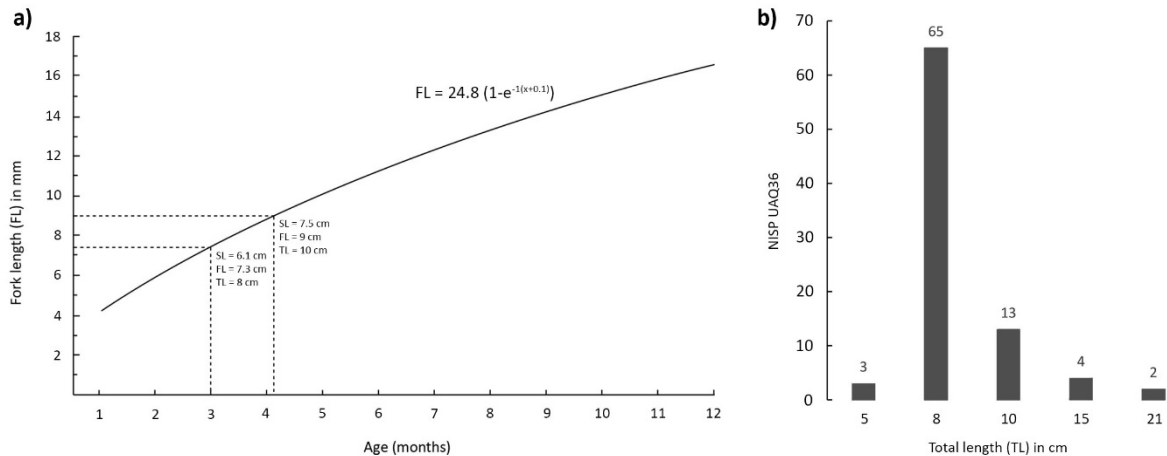 a)
18
16
14
12
10
8
6
4
2
Fork length (FL) in mm
FL = 24.8 (1-e^-1(x+0.1))
SL = 7.5 cm
FL = 9 cm
TL = 10 cm
SL = 6.1 cm
FL = 7.3 cm
TL = 8 cm
1 2 3 4 5 6 7 8 9 10 11 12
Age (months)
b)
70
60
50
40
30
20
10
0
NISP UAQ36
3
65
13
4
2
5 8 10 15 21
Total length (TL) in cm